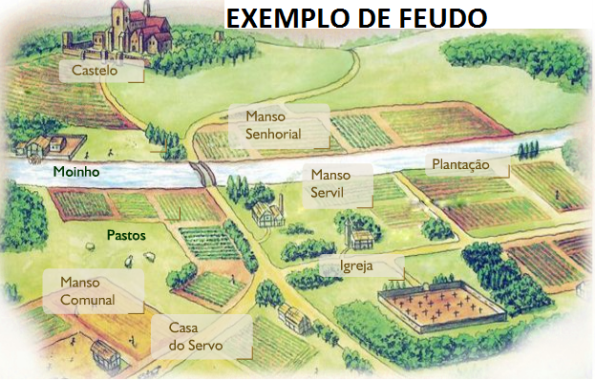 EXEMPLO DE FEUDO
Castelo
Manso
Senhorial
Moinho
Manso
Servil
Plantação
Pastos
Igreja
Manso
Comunal
Casa
do Servo